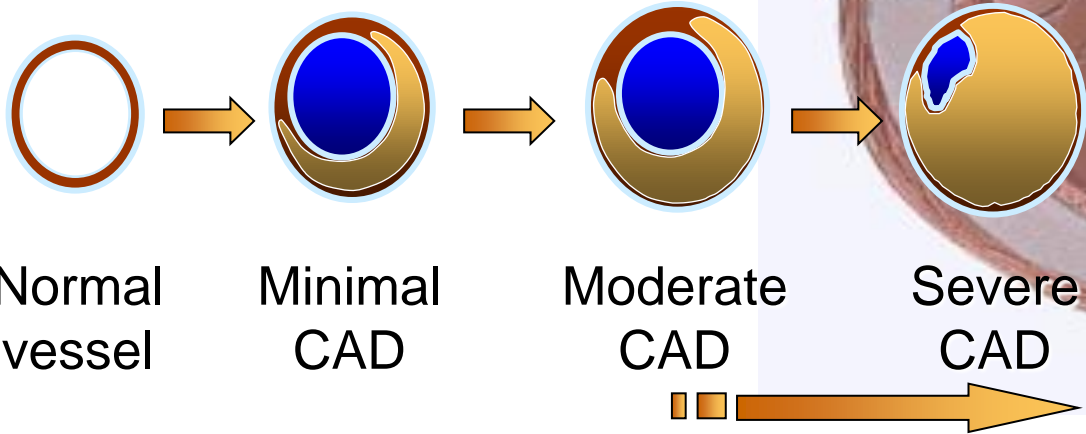 Normal
vessel
Minimal
CAD
Moderate
CAD
Severe
CAD